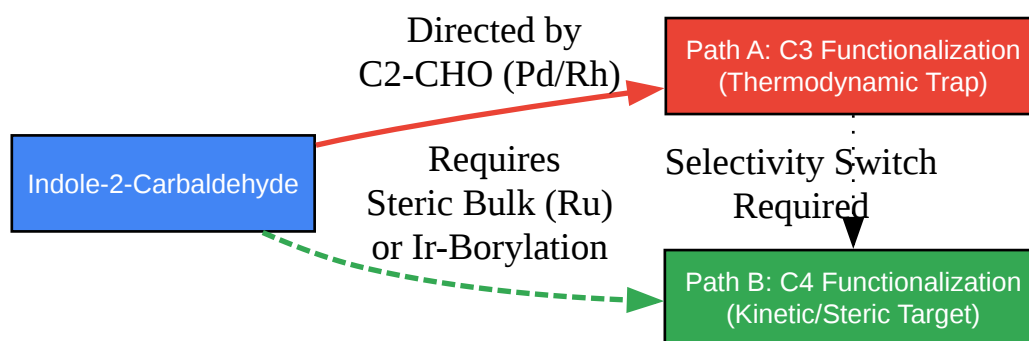 Directed by
C2-CHO (Pd/Rh)
Path A: C3 Functionalization
(Thermodynamic Trap)
Indole-2-Carbaldehyde
Requires
Steric Bulk (Ru)
or Ir-Borylation
Selectivity Switch
Required
Path B: C4 Functionalization
(Kinetic/Steric Target)